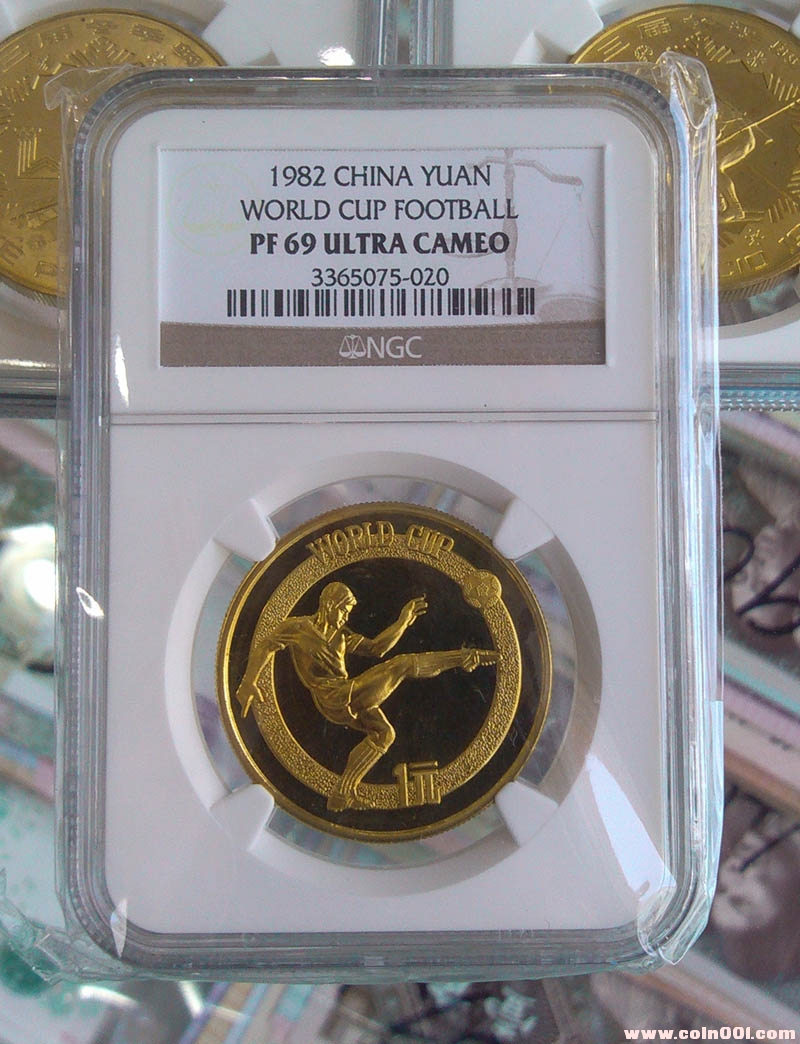 1982 CHINA YUAN
WORLD CUP FOOTBALL
PF 69 ULTRA CAMEO
3365075-020
NGC
WORLD CUP
1元
www.coin001.com